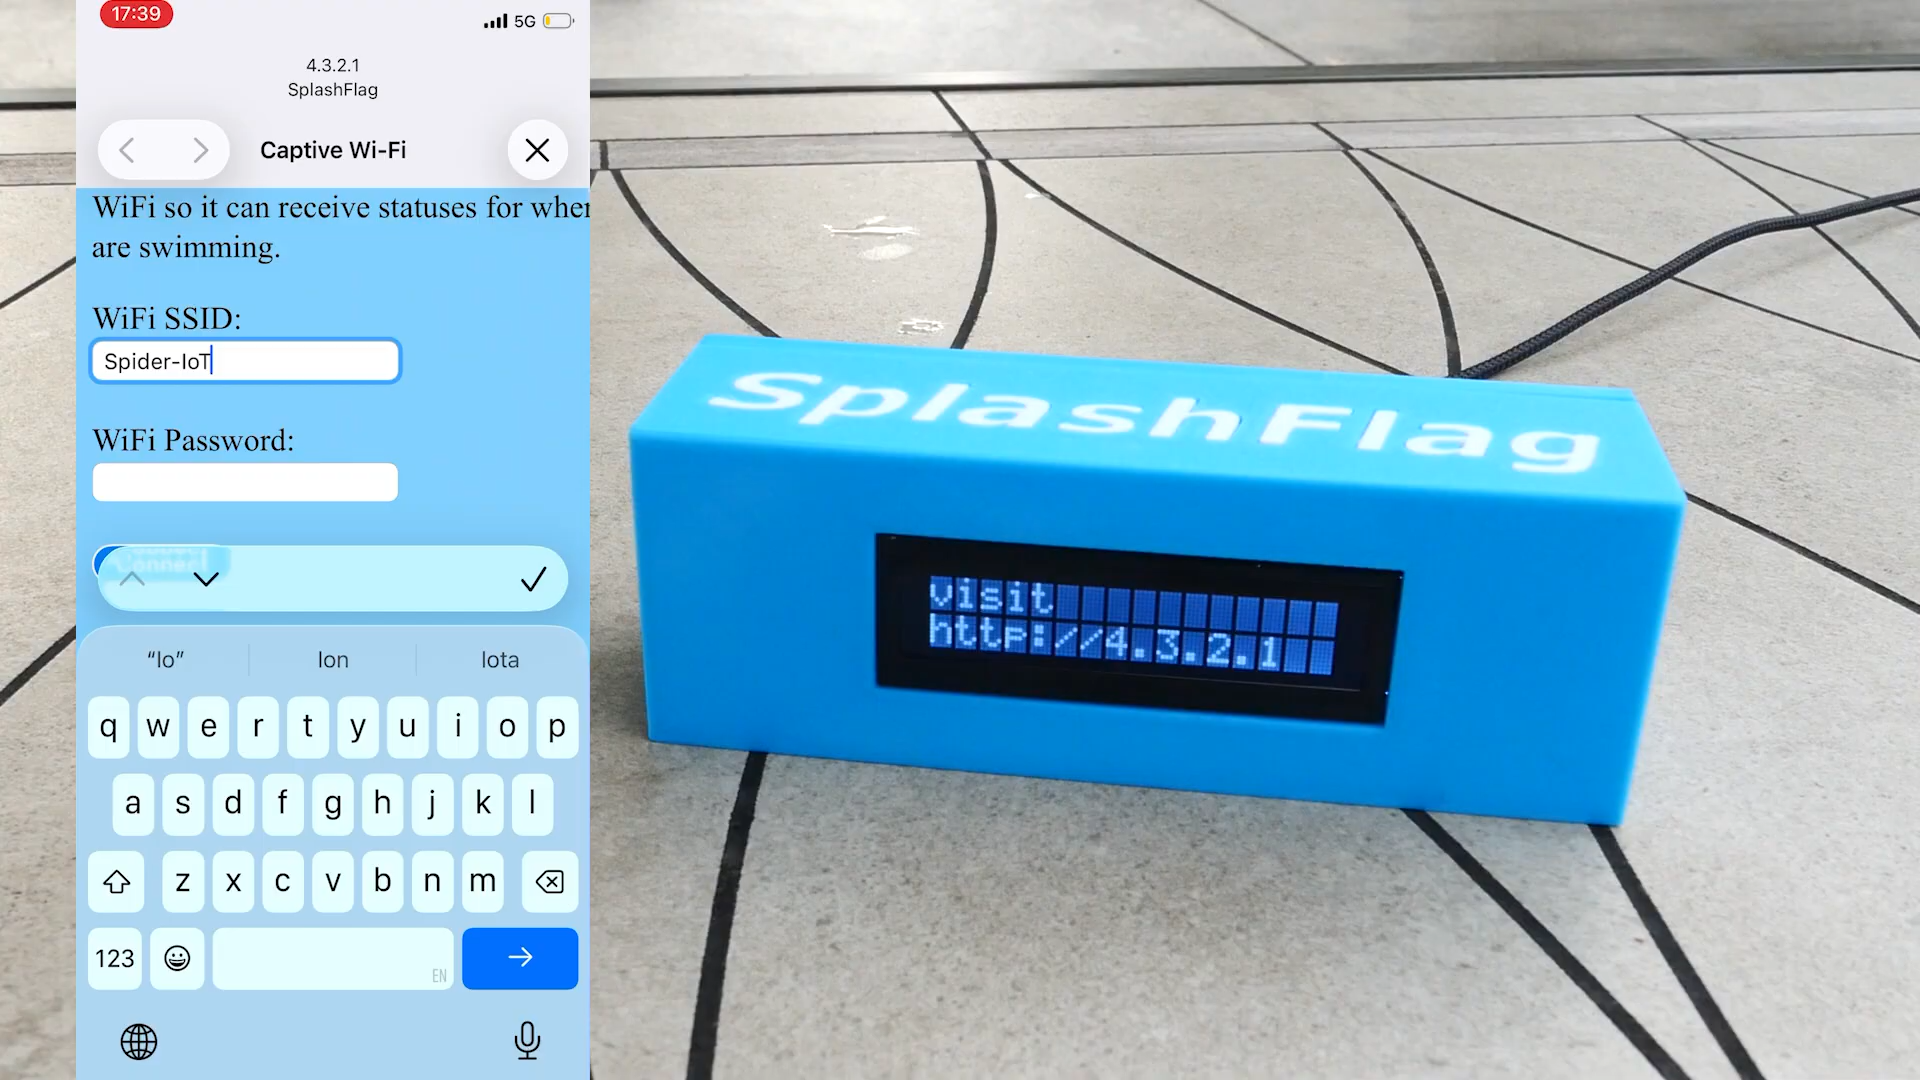 17:39
5G
4.3.2.1
SplashFlag
Captive Wi-Fi
WiFi so it can receive statuses for when
are swimming.
WiFi SSID:
Spider-IoT
WiFi Password:
Connect
“Io” Ion Iota
q w e r t y u i o p
a s d f g h j k l
z x c v b n m
123
EN
SplashFlag
visit
http://4.3.2.1